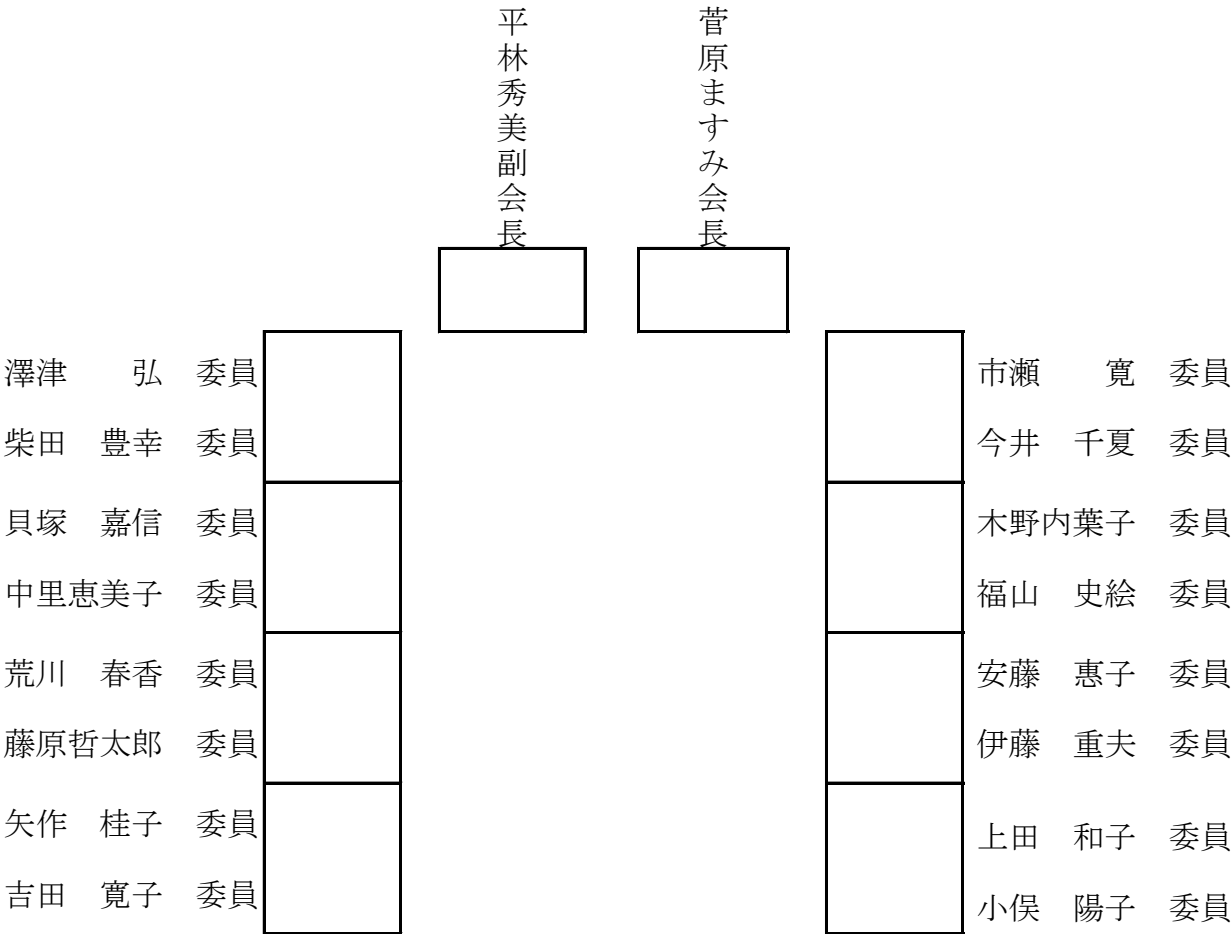 菅原ますみ会長
平林秀美副会長
澤津　　弘　委員
柴田　豊幸　委員
貝塚　嘉信　委員
中里恵美子　委員
荒川　春香　委員
藤原哲太郎　委員
矢作　桂子　委員
吉田　寛子　委員
市瀬　　寛　委員
今井　千夏　委員
木野内葉子　委員
福山　史絵　委員
安藤　惠子　委員
伊藤　重夫　委員
上田　和子　委員
小俣　陽子　委員